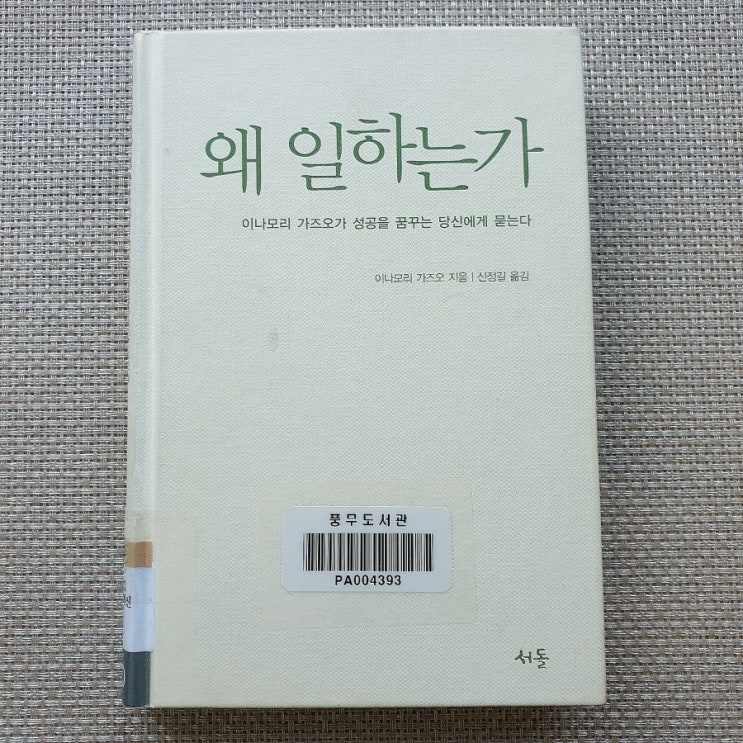 왜 일하는가
이나모리 가즈오가 성공을 꿈꾸는 당신에게 묻는다
이나모리 가즈오 지음 | 신정길 옮김
풍무도서관
PA004393
서돌